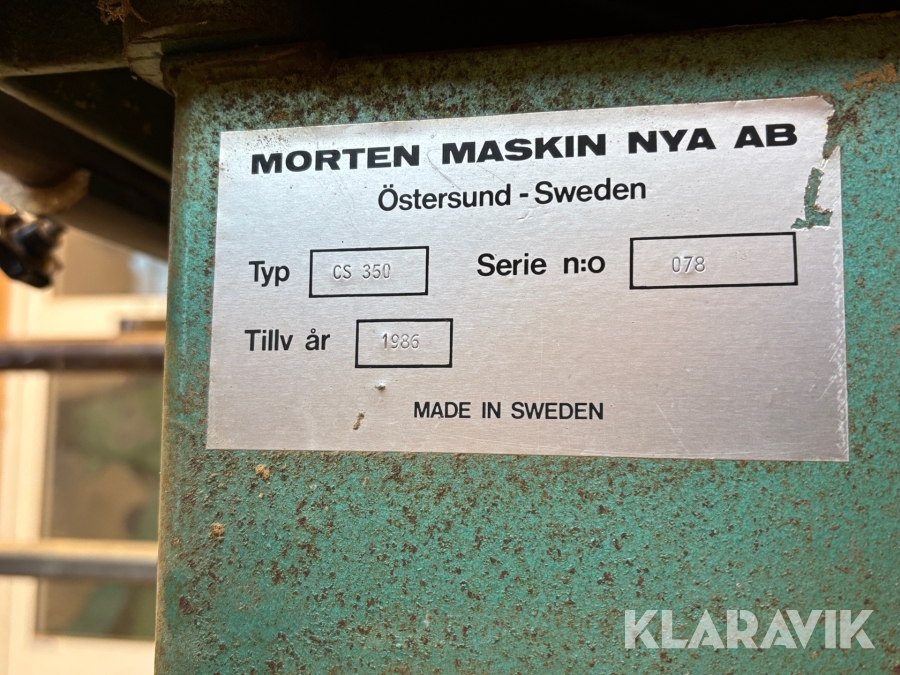 MORTEN MASKIN NYA AB
Östersund - Sweden
Typ CS 350 Serie n:o 078
Tillv år 1986
MADE IN SWEDEN
KLARAVIK